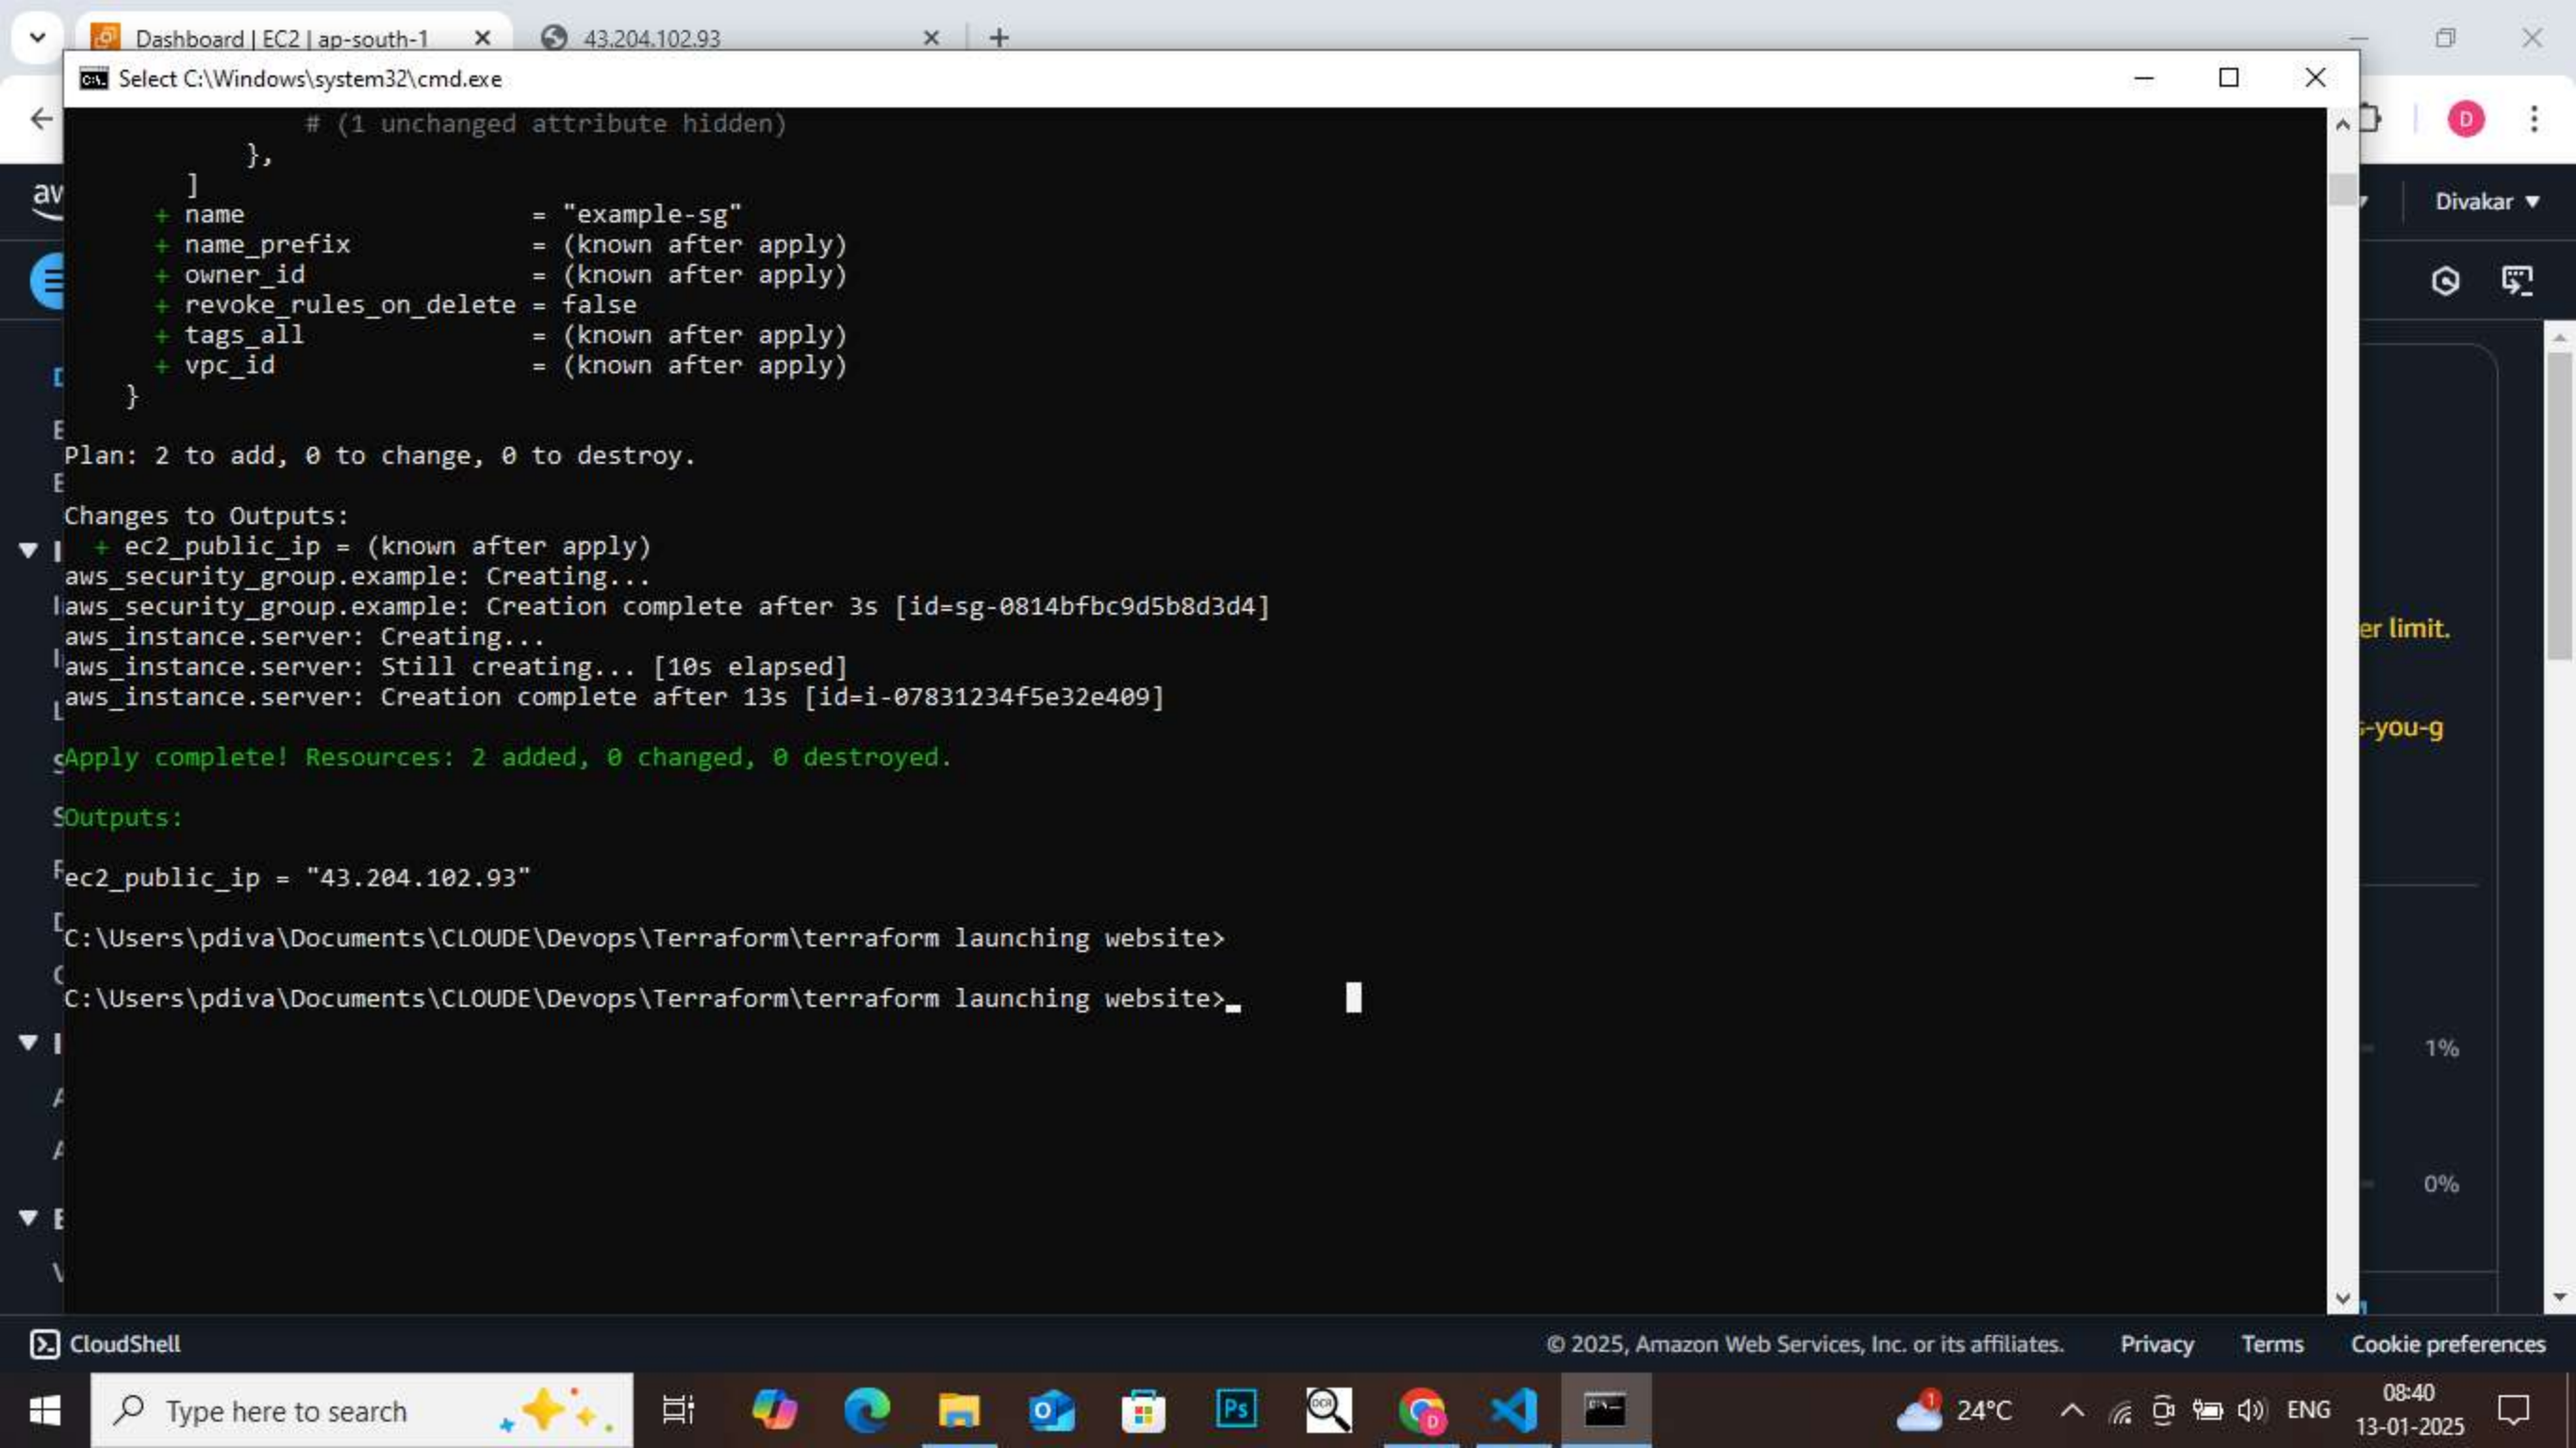 Dashboard | EC2 | ap-south-1
43.204.102.93
Select C:\Windows\system32\cmd.exe
D
Divakar
# (1 unchanged attribute hidden)
},
]
+ name = "example-sg"
+ name_prefix = (known after apply)
+ owner_id = (known after apply)
+ revoke_rules_on_delete = false
+ tags_all = (known after apply)
+ vpc_id = (known after apply)
}
Plan: 2 to add, 0 to change, 0 to destroy.
Changes to Outputs:
+ ec2_public_ip = (known after apply)
aws_security_group.example: Creating...
aws_security_group.example: Creation complete after 3s [id=sg-0814bfbc9d5b8d3d4]
aws_instance.server: Creating...
aws_instance.server: Still creating... [10s elapsed]
aws_instance.server: Creation complete after 13s [id=i-07831234f5e32e409]
Apply complete! Resources: 2 added, 0 changed, 0 destroyed.
Outputs:
ec2_public_ip = "43.204.102.93"
C:\Users\pdiva\Documents\CLOUDE\Devops\Terraform\terraform launching website>
C:\Users\pdiva\Documents\CLOUDE\Devops\Terraform\terraform launching website>
er limit.
-you-g
1%
0%
CloudShell
© 2025, Amazon Web Services, Inc. or its affiliates. Privacy Terms Cookie preferences
Type here to search
Ps
OCR
D
1
24°C
ENG
08:40
13-01-2025